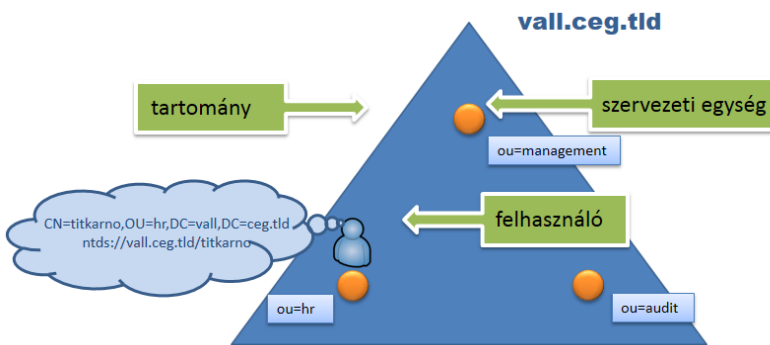 vall.ceg.tld
tartomány
szervezeti egység
ou=management
CN=titkarno,OU=hr,DC=vall,DC=ceg.tld
ntds://vall.ceg.tld/titkarno
felhasználó
ou=hr
ou=audit